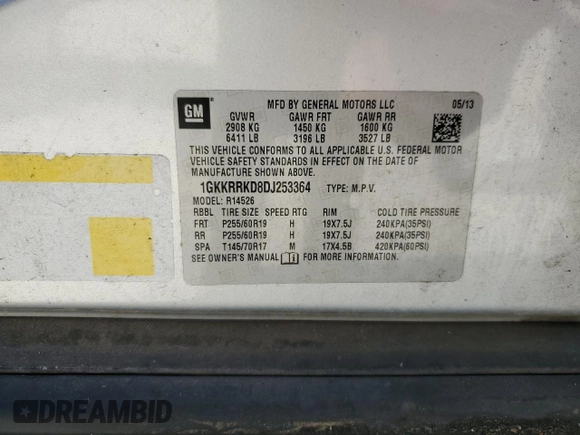 GM
MFD BY GENERAL MOTORS LLC 05/13
GVWR GAWR FRT GAWR RR
2908 KG 1450 KG 1600 KG
6411 LB 3196 LB 3527 LB
THIS VEHICLE CONFORMS TO ALL APPLICABLE U.S. FEDERAL MOTOR
VEHICLE SAFETY STANDARDS IN EFFECT ON THE DATE OF
MANUFACTURE SHOWN ABOVE.
1GKKRRKD8DJ253364 TYPE: M.P.V.
MODEL: R14526
RBBL TIRE SIZE SPEED RTG RIM COLD TIRE PRESSURE
FRT P255/60R19 H 19X7.5J 240KPA(35PSI)
RR P255/60R19 H 19X7.5J 240KPA(35PSI)
SPA T145/70R17 M 17X4.5B 420KPA(60PSI)
SEE OWNER'S MANUAL FOR MORE INFORMATION.
DREAMBID